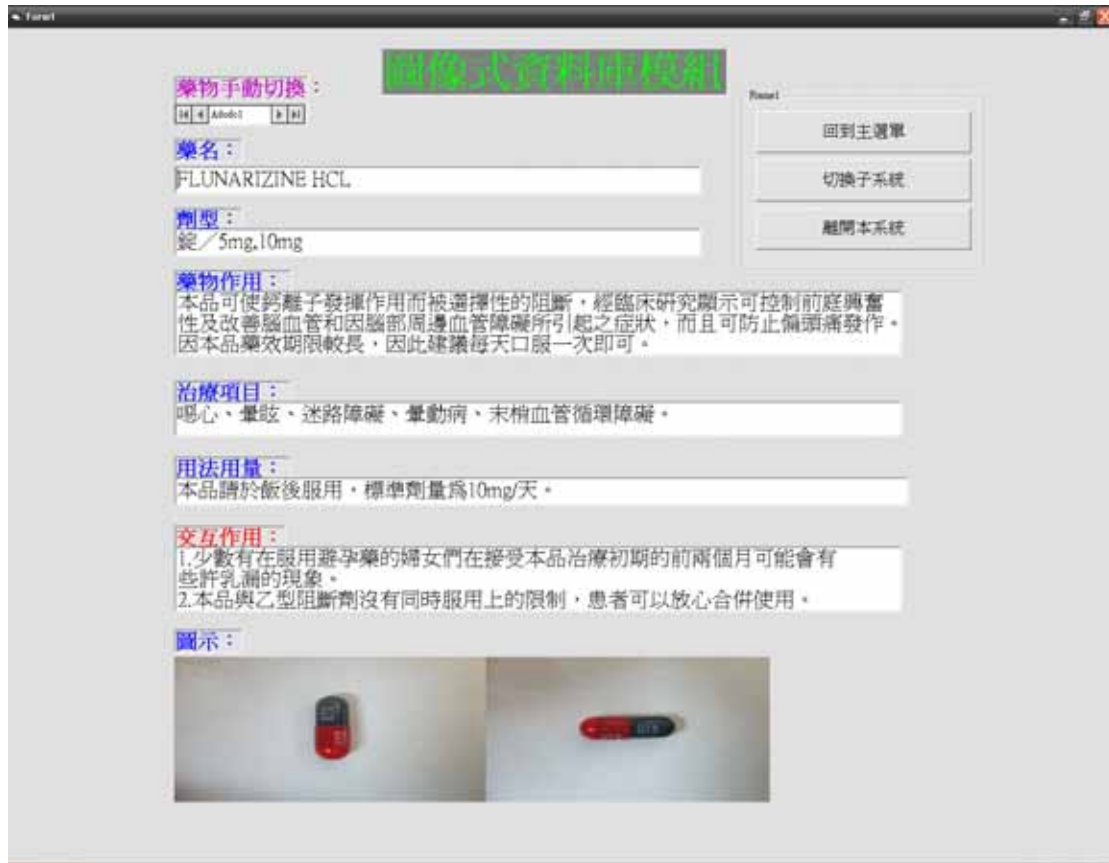 Form1
圖像式資料庫模組
藥物手動切換：
Adodc1
Frame1
回到主選單
切換子系統
離開本系統
藥名：
FLUNARIZINE HCL
劑型：
錠／5mg,10mg
藥物作用：
本品可使鈣離子發揮作用而被選擇性的阻斷，經臨床研究顯示可控制前庭興奮
性及改善腦血管和因腦部周邊血管障礙所引起之症狀，而且可防止偏頭痛發作。
因本品藥效期限較長，因此建議每天口服一次即可。
治療項目：
噁心、暈眩、迷路障礙、暈動病、末梢血管循環障礙。
用法用量：
本品請於飯後服用，標準劑量為10mg/天。
交互作用：
1.少數有在服用避孕藥的婦女們在接受本品治療初期的前兩個月可能會有
些許乳漏的現象。
2.本品與乙型阻斷劑沒有同時服用上的限制，患者可以放心合併使用。
圖示：